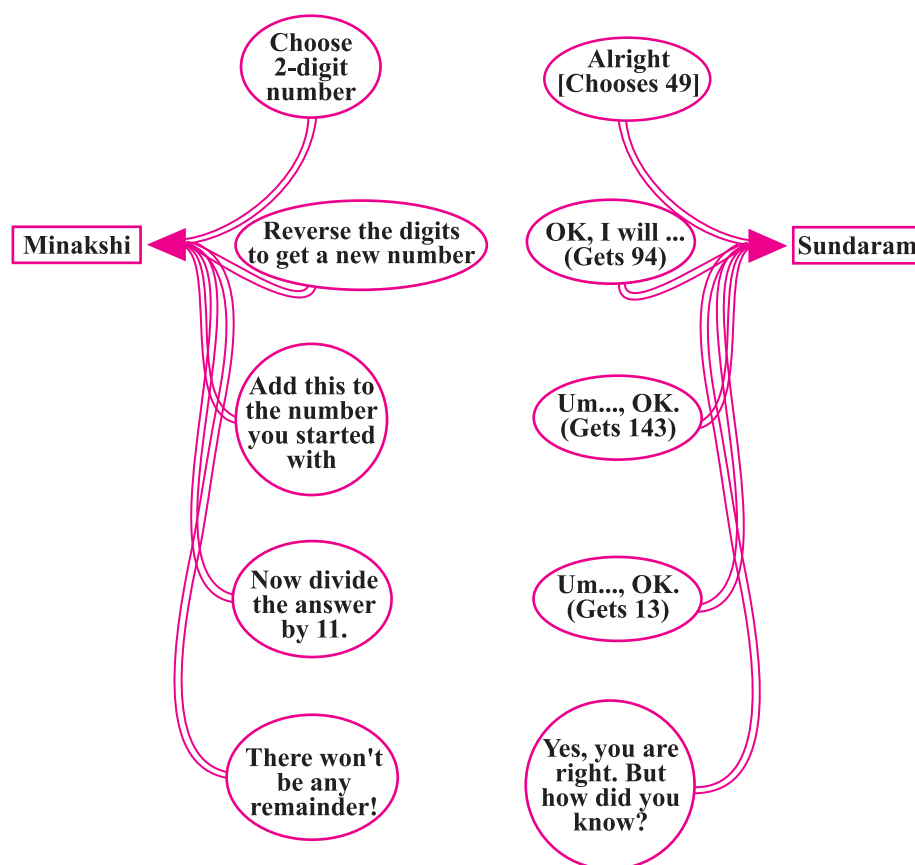 Choose
2-digit
number
Alright
[Chooses 49]
Minakshi
Reverse the digits
to get a new number
OK, I will ...
(Gets 94)
Sundaram
Add this to
the number
you started
with
Um..., OK.
(Gets 143)
Now divide
the answer
by 11.
Um..., OK.
(Gets 13)
There won't
be any
remainder!
Yes, you are
right. But
how did you
know?